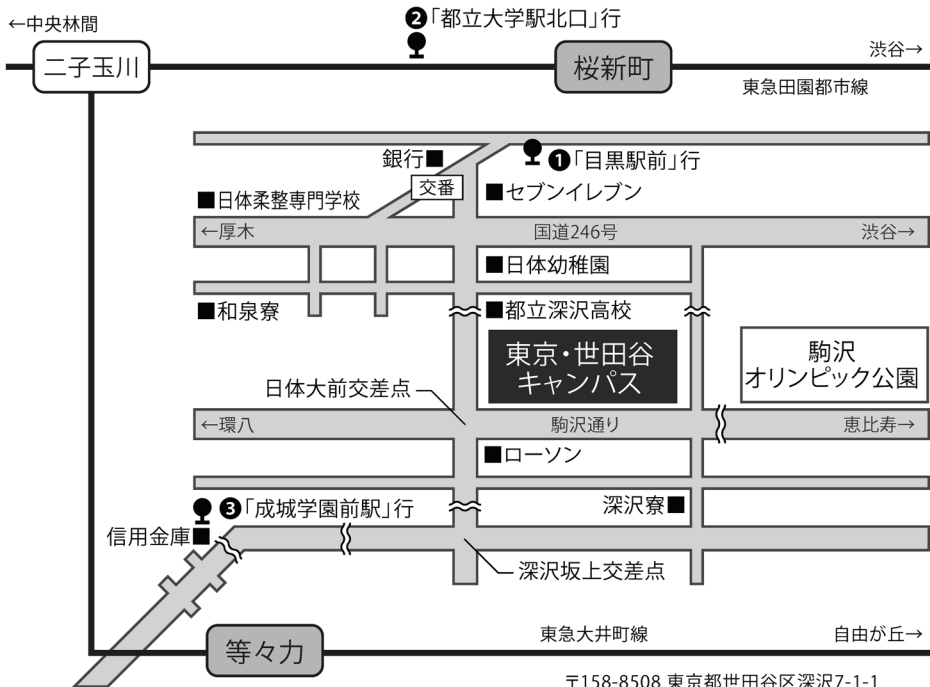 ←中央林間
❷「都立大学駅北口」行
渋谷→
二子玉川
桜新町
東急田園都市線
銀行■
❶「目黒駅前」行
交番
■セブンイレブン
■日体柔整専門学校
←厚木
国道246号
渋谷→
■日体幼稚園
■和泉寮
■都立深沢高校
東京・世田谷
キャンパス
駒沢
オリンピック公園
日体大前交差点
←環八
駒沢通り
恵比寿→
■ローソン
❸「成城学園前駅」行
深沢寮■
信用金庫■
深沢坂上交差点
東急大井町線
自由が丘→
等々力
〒158-8508 東京都世田谷区深沢7-1-1